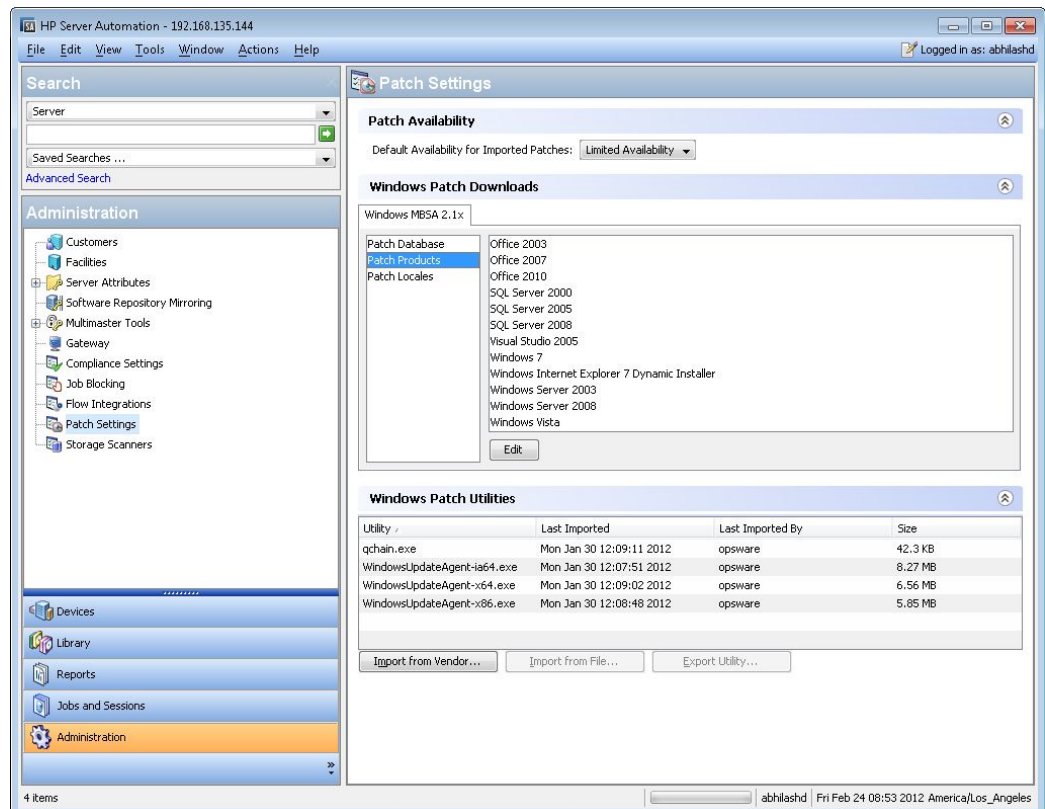 HP Server Automation - 192.168.135.144
File Edit View Tools Window Actions Help
Logged in as: abhilashd
Search
Server
Saved Searches ...
Advanced Search
Administration
Customers
Facilities
Server Attributes
Software Repository Mirroring
Multimaster Tools
Gateway
Compliance Settings
Job Blocking
Flow Integrations
Patch Settings
Storage Scanners
Devices
Library
Reports
Jobs and Sessions
Administration
Patch Settings
Patch Availability
Default Availability for Imported Patches: Limited Availability
Windows Patch Downloads
Windows MBSA 2.1x
Patch Database
Patch Products
Patch Locales
Office 2003
Office 2007
Office 2010
SQL Server 2000
SQL Server 2005
SQL Server 2008
Visual Studio 2005
Windows 7
Windows Internet Explorer 7 Dynamic Installer
Windows Server 2003
Windows Server 2008
Windows Vista
Edit
Windows Patch Utilities
Utility Last Imported Last Imported By Size
qchain.exe Mon Jan 30 12:09:11 2012 opsware 42.3 KB
WindowsUpdateAgent-ia64.exe Mon Jan 30 12:07:51 2012 opsware 8.27 MB
WindowsUpdateAgent-x64.exe Mon Jan 30 12:09:02 2012 opsware 6.56 MB
WindowsUpdateAgent-x86.exe Mon Jan 30 12:08:48 2012 opsware 5.85 MB
Import from Vendor... Import from File... Export Utility...
4 items
abhilashd Fri Feb 24 08:53 2012 America/Los_Angeles